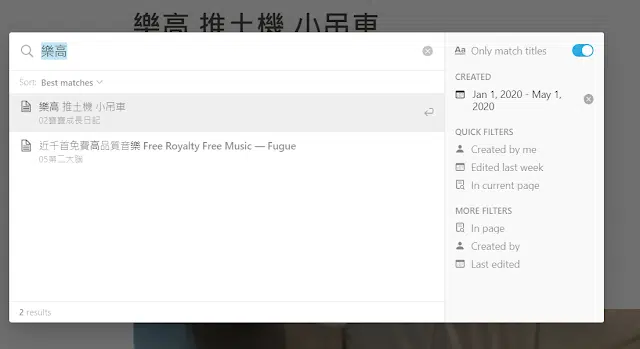 樂高 推土機 小吊車
樂高
Sort: Best matches
樂高 推土機 小吊車
02寶寶成長日記
近千首免費高品質音樂 Free Royalty Free Music — Fugue
05第二大腦
2 results
Aa Only match titles
CREATED
Jan 1, 2020 - May 1,
2020
QUICK FILTERS
Created by me
Edited last week
In current page
MORE FILTERS
In page
Created by
Last edited